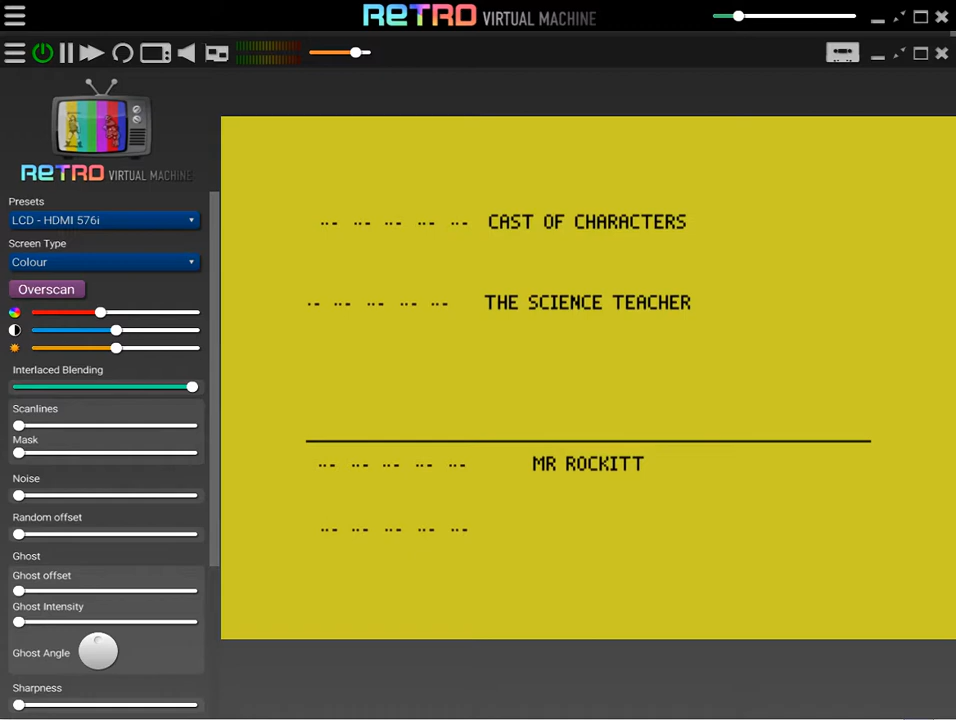 RETRO VIRTUAL MACHINE
RETRO VIRTUAL MACHINE
Presets
LCD - HDMI 576i
Screen Type
Colour
Overscan
Interlaced Blending
Scanlines
Mask
Noise
Random offset
Ghost
Ghost offset
Ghost Intensity
Ghost Angle
Sharpness
CAST OF CHARACTERS
THE SCIENCE TEACHER
MR ROCKITT